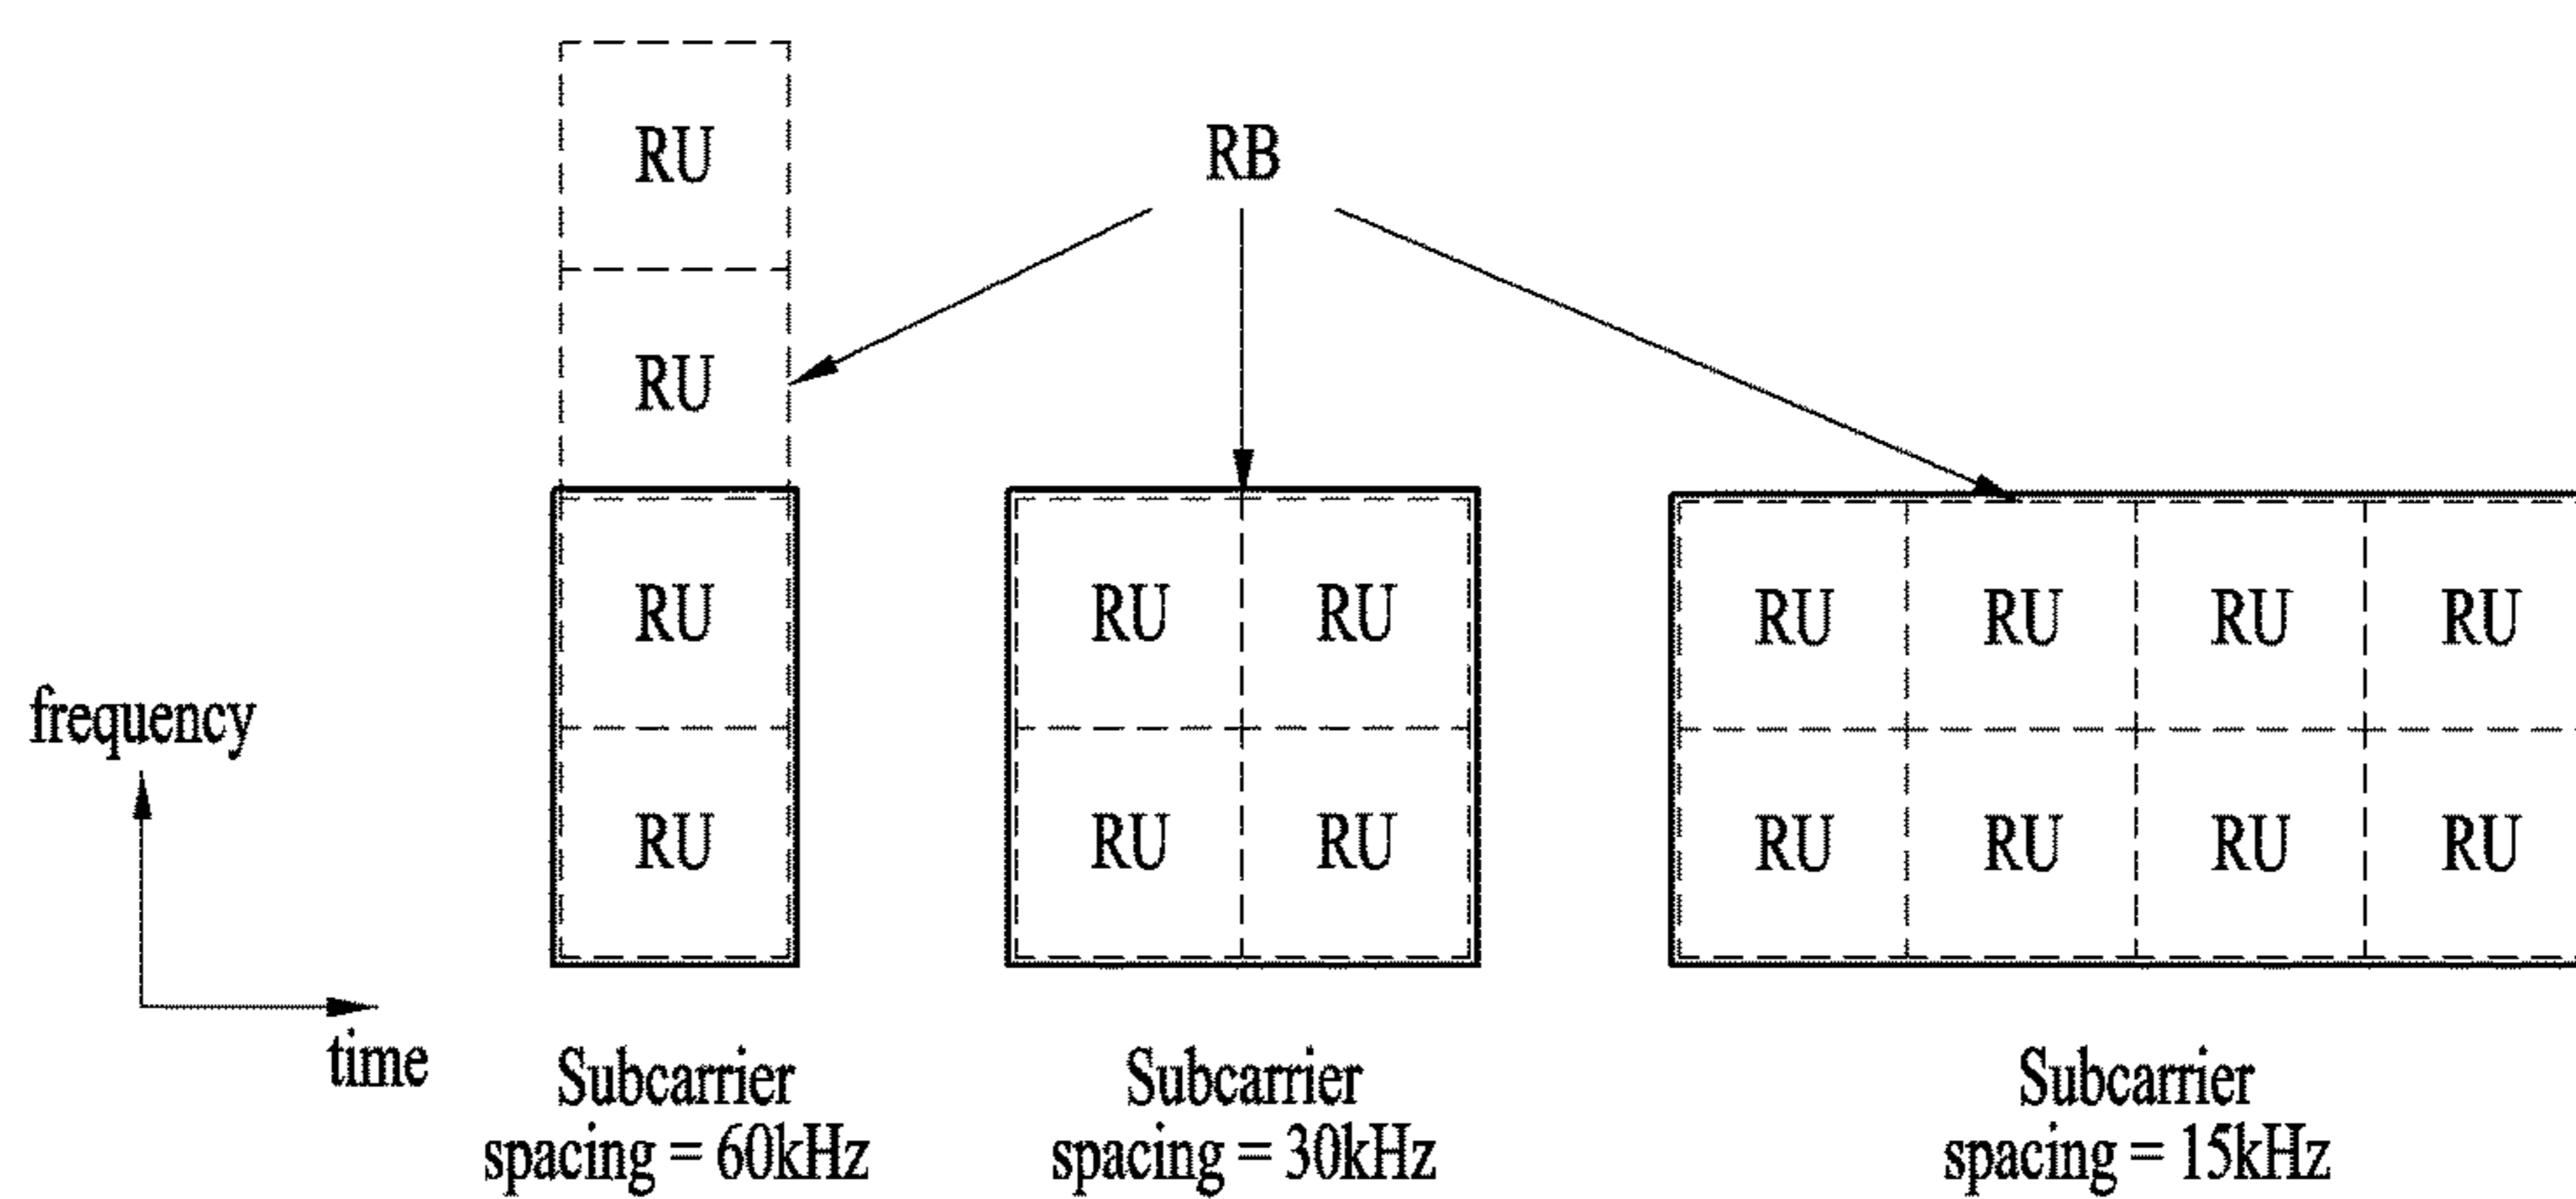 RU
RB
RU
RU
RU RU
RU RU RU RU
frequency
RU
RU RU
RU RU RU RU
time
Subcarrier
spacing = 60kHz
Subcarrier
spacing = 30kHz
Subcarrier
spacing = 15kHz